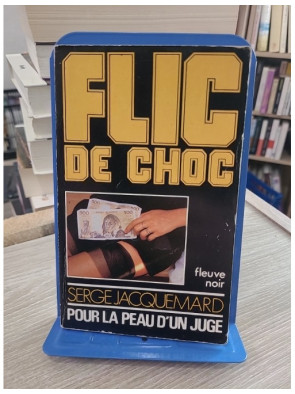 FLIC
DE CHOC
fleuve
noir
SERGE JACQUEMARD
POUR LA PEAU D'UN JUGE